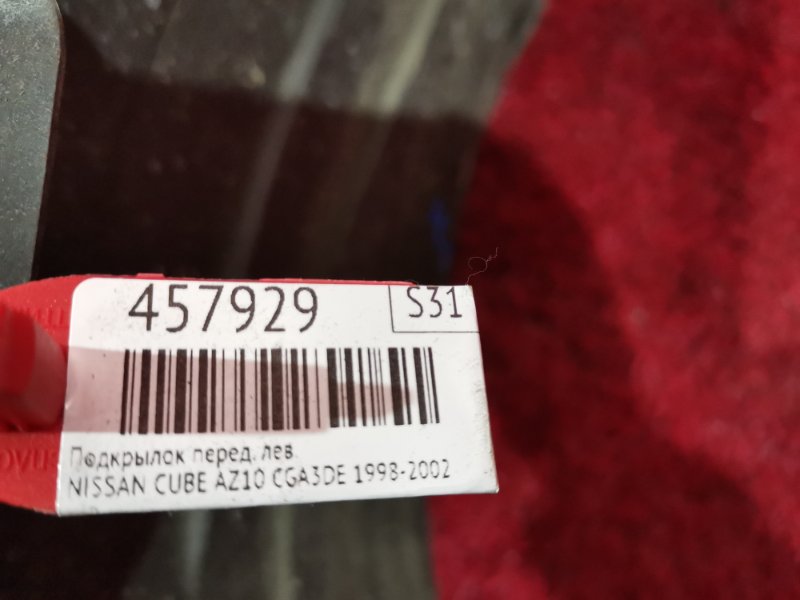 457929
S31
Подкрылок перед. лев.
NISSAN CUBE AZ10 CGA3DE 1998-2002